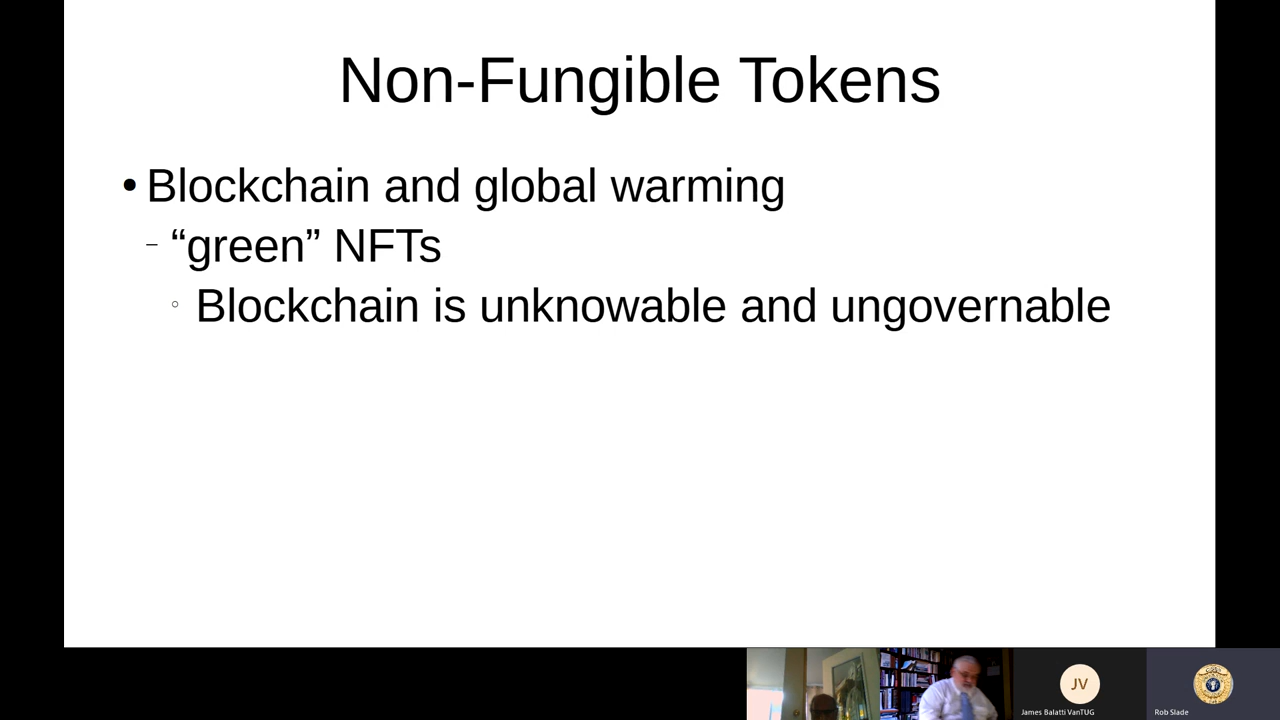 Non-Fungible Tokens
• Blockchain and global warming
– “green” NFTs
○ Blockchain is unknowable and ungovernable
JV
James Balatti VanTUG
Rob Slade